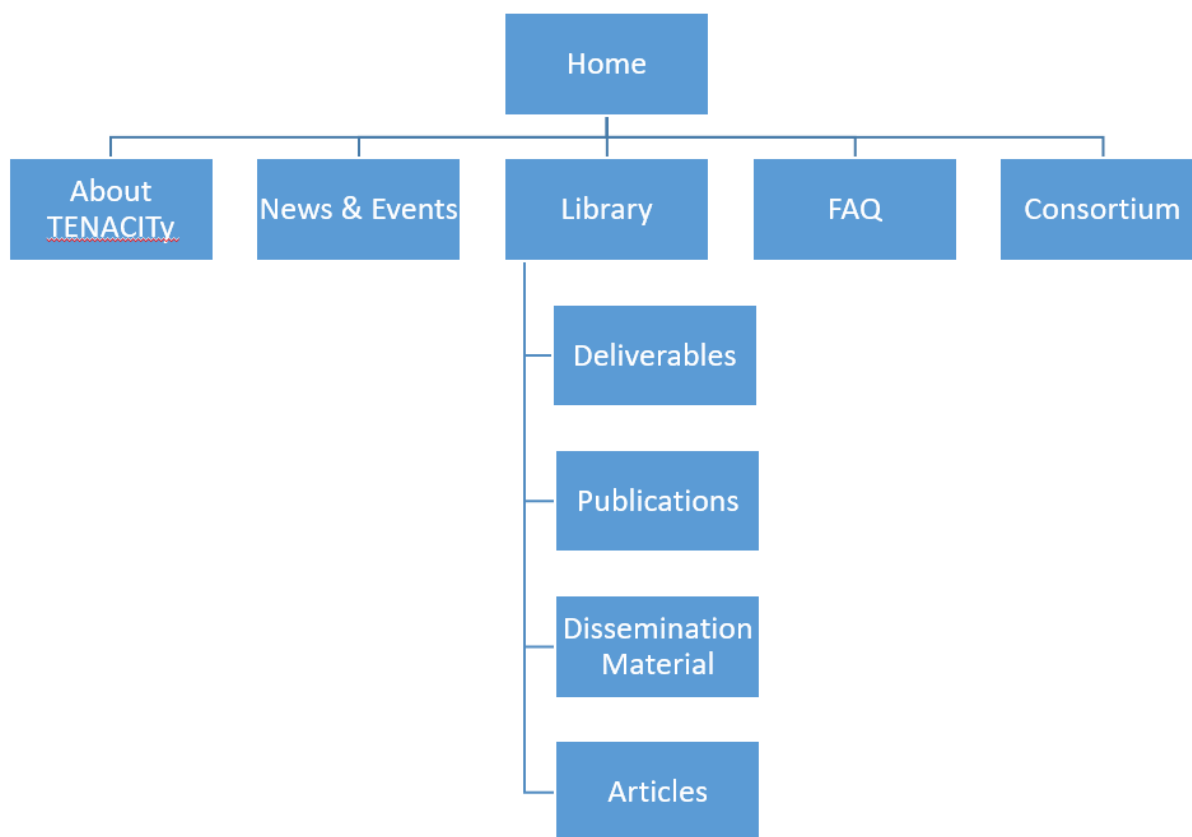 Home
About
TENACITy
News & Events
Library
FAQ
Consortium
Deliverables
Publications
Dissemination
Material
Articles